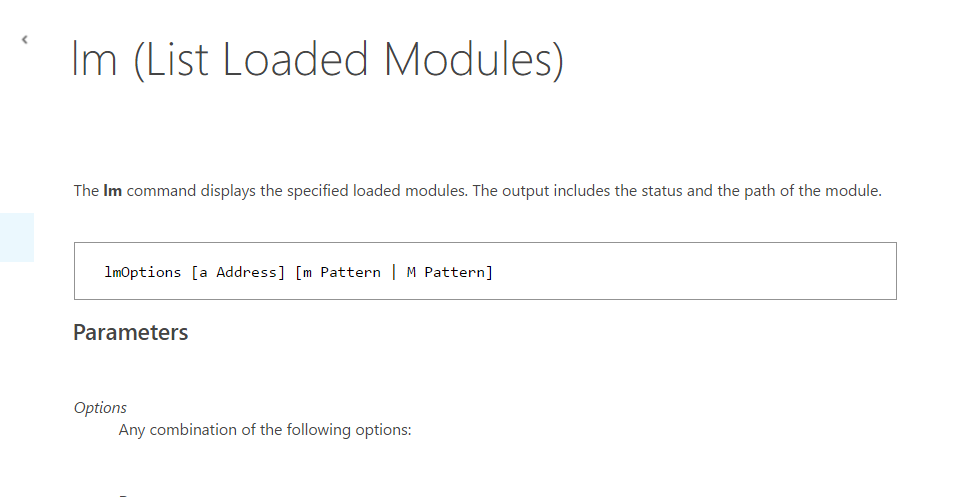 lm (List Loaded Modules)
The lm command displays the specified loaded modules. The output includes the status and the path of the module.
lmOptions [a Address] [m Pattern | M Pattern]
Parameters
Options
Any combination of the following options: